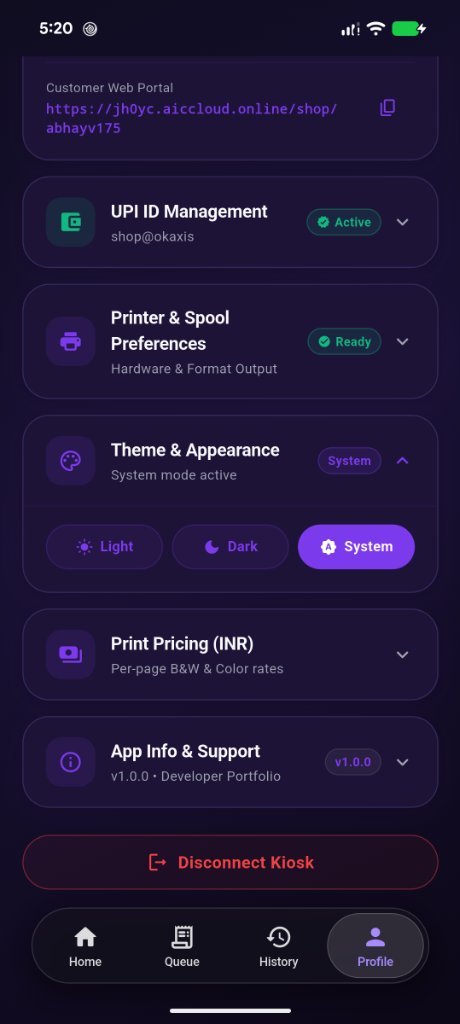 5:20
Customer Web Portal
https://jh0yc.aiccloud.online/shop/
abhayv175
UPI ID Management
shop@okaxis
Active
Printer & Spool
Preferences
Hardware & Format Output
Ready
Theme & Appearance
System mode active
System
Light
Dark
System
Print Pricing (INR)
Per-page B&W & Color rates
App Info & Support
v1.0.0 • Developer Portfolio
v1.0.0
Disconnect Kiosk
Home
Queue
History
Profile